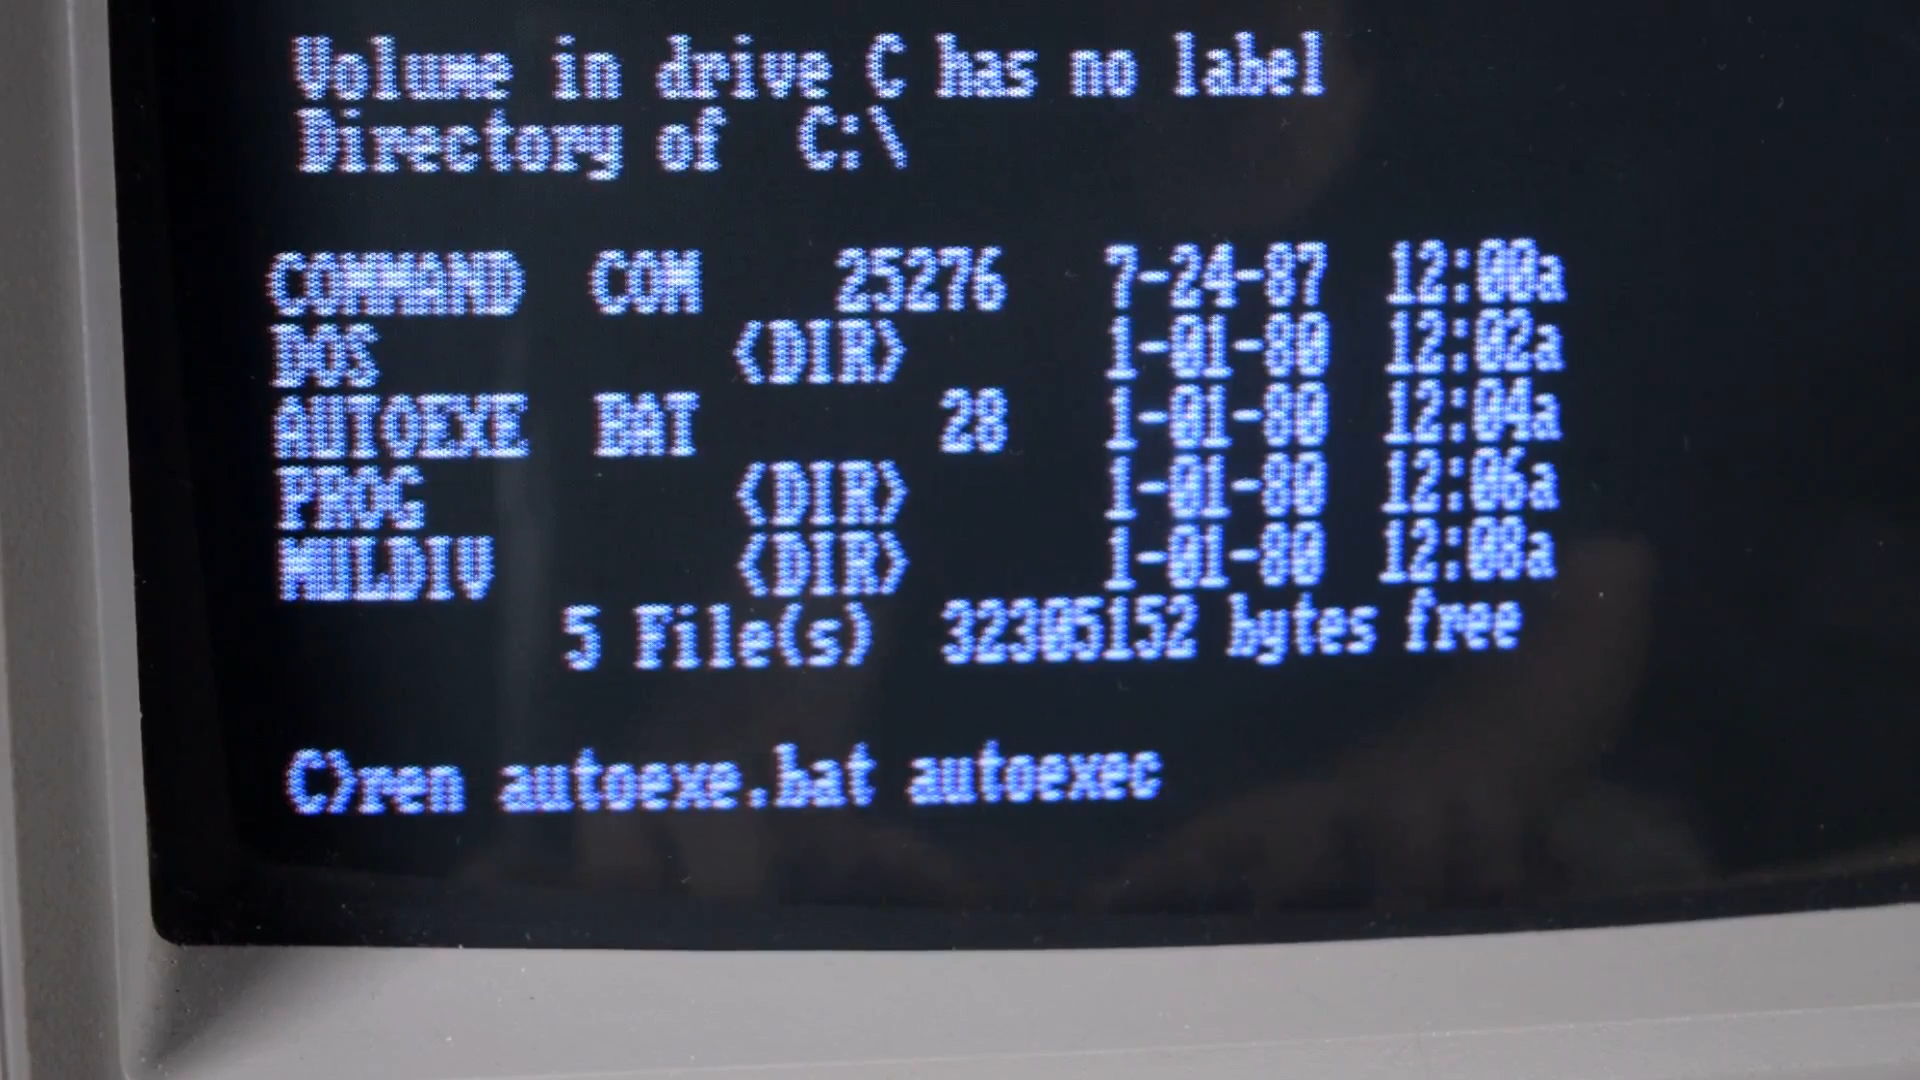 Volume in drive C has no label
Directory of  C:\
COMMAND  COM    25276   7-24-87  12:00a
DOS          <DIR>      1-01-80  12:02a
AUTOEXE  BAT       28   1-01-80  12:04a
PROG         <DIR>      1-01-80  12:06a
MULDIV       <DIR>      1-01-80  12:08a
5 File(s)  32305152 bytes free
C>ren autoexe.bat autoexec